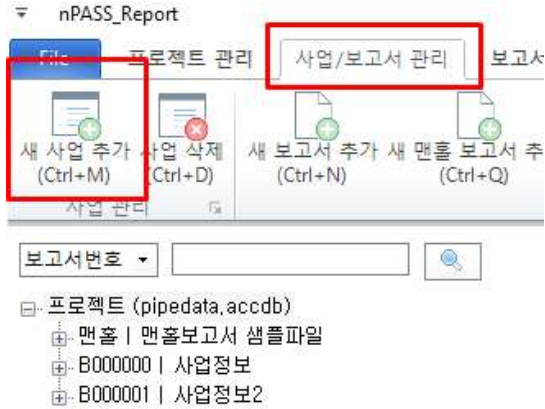 nPASS_Report
File 프로젝트 관리 사업/보고서 관리 보고서
새 사업 추가 사업 삭제 새 보고서 추가 새 맨홀 보고서 추
(Ctrl+M) (Ctrl+D) (Ctrl+N) (Ctrl+Q)
사업 관리
보고서번호
프로젝트 (pipedata,accdb)
맨홀 | 맨홀보고서 샘플파일
B000000 | 사업정보
B000001 | 사업정보2